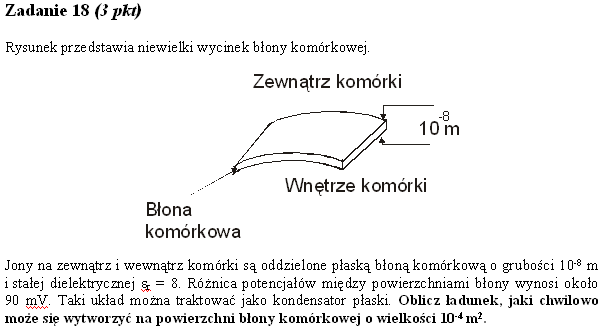 Zadanie 18 (3 pkt)
Rysunek przedstawia niewielki wycinek błony komórkowej.
Zewnątrz komórki
10⁻⁸ m
Wnętrze komórki
Błona
komórkowa
Jony na zewnątrz i wewnątrz komórki są oddzielone płaską błoną komórkową o grubości 10⁻⁸ m
i stałej dielektrycznej εᵣ = 8. Różnica potencjałów między powierzchniami błony wynosi około
90 mV. Taki układ można traktować jako kondensator płaski. Oblicz ładunek, jaki chwilowo
może się wytworzyć na powierzchni błony komórkowej o wielkości 10⁻⁴ m².